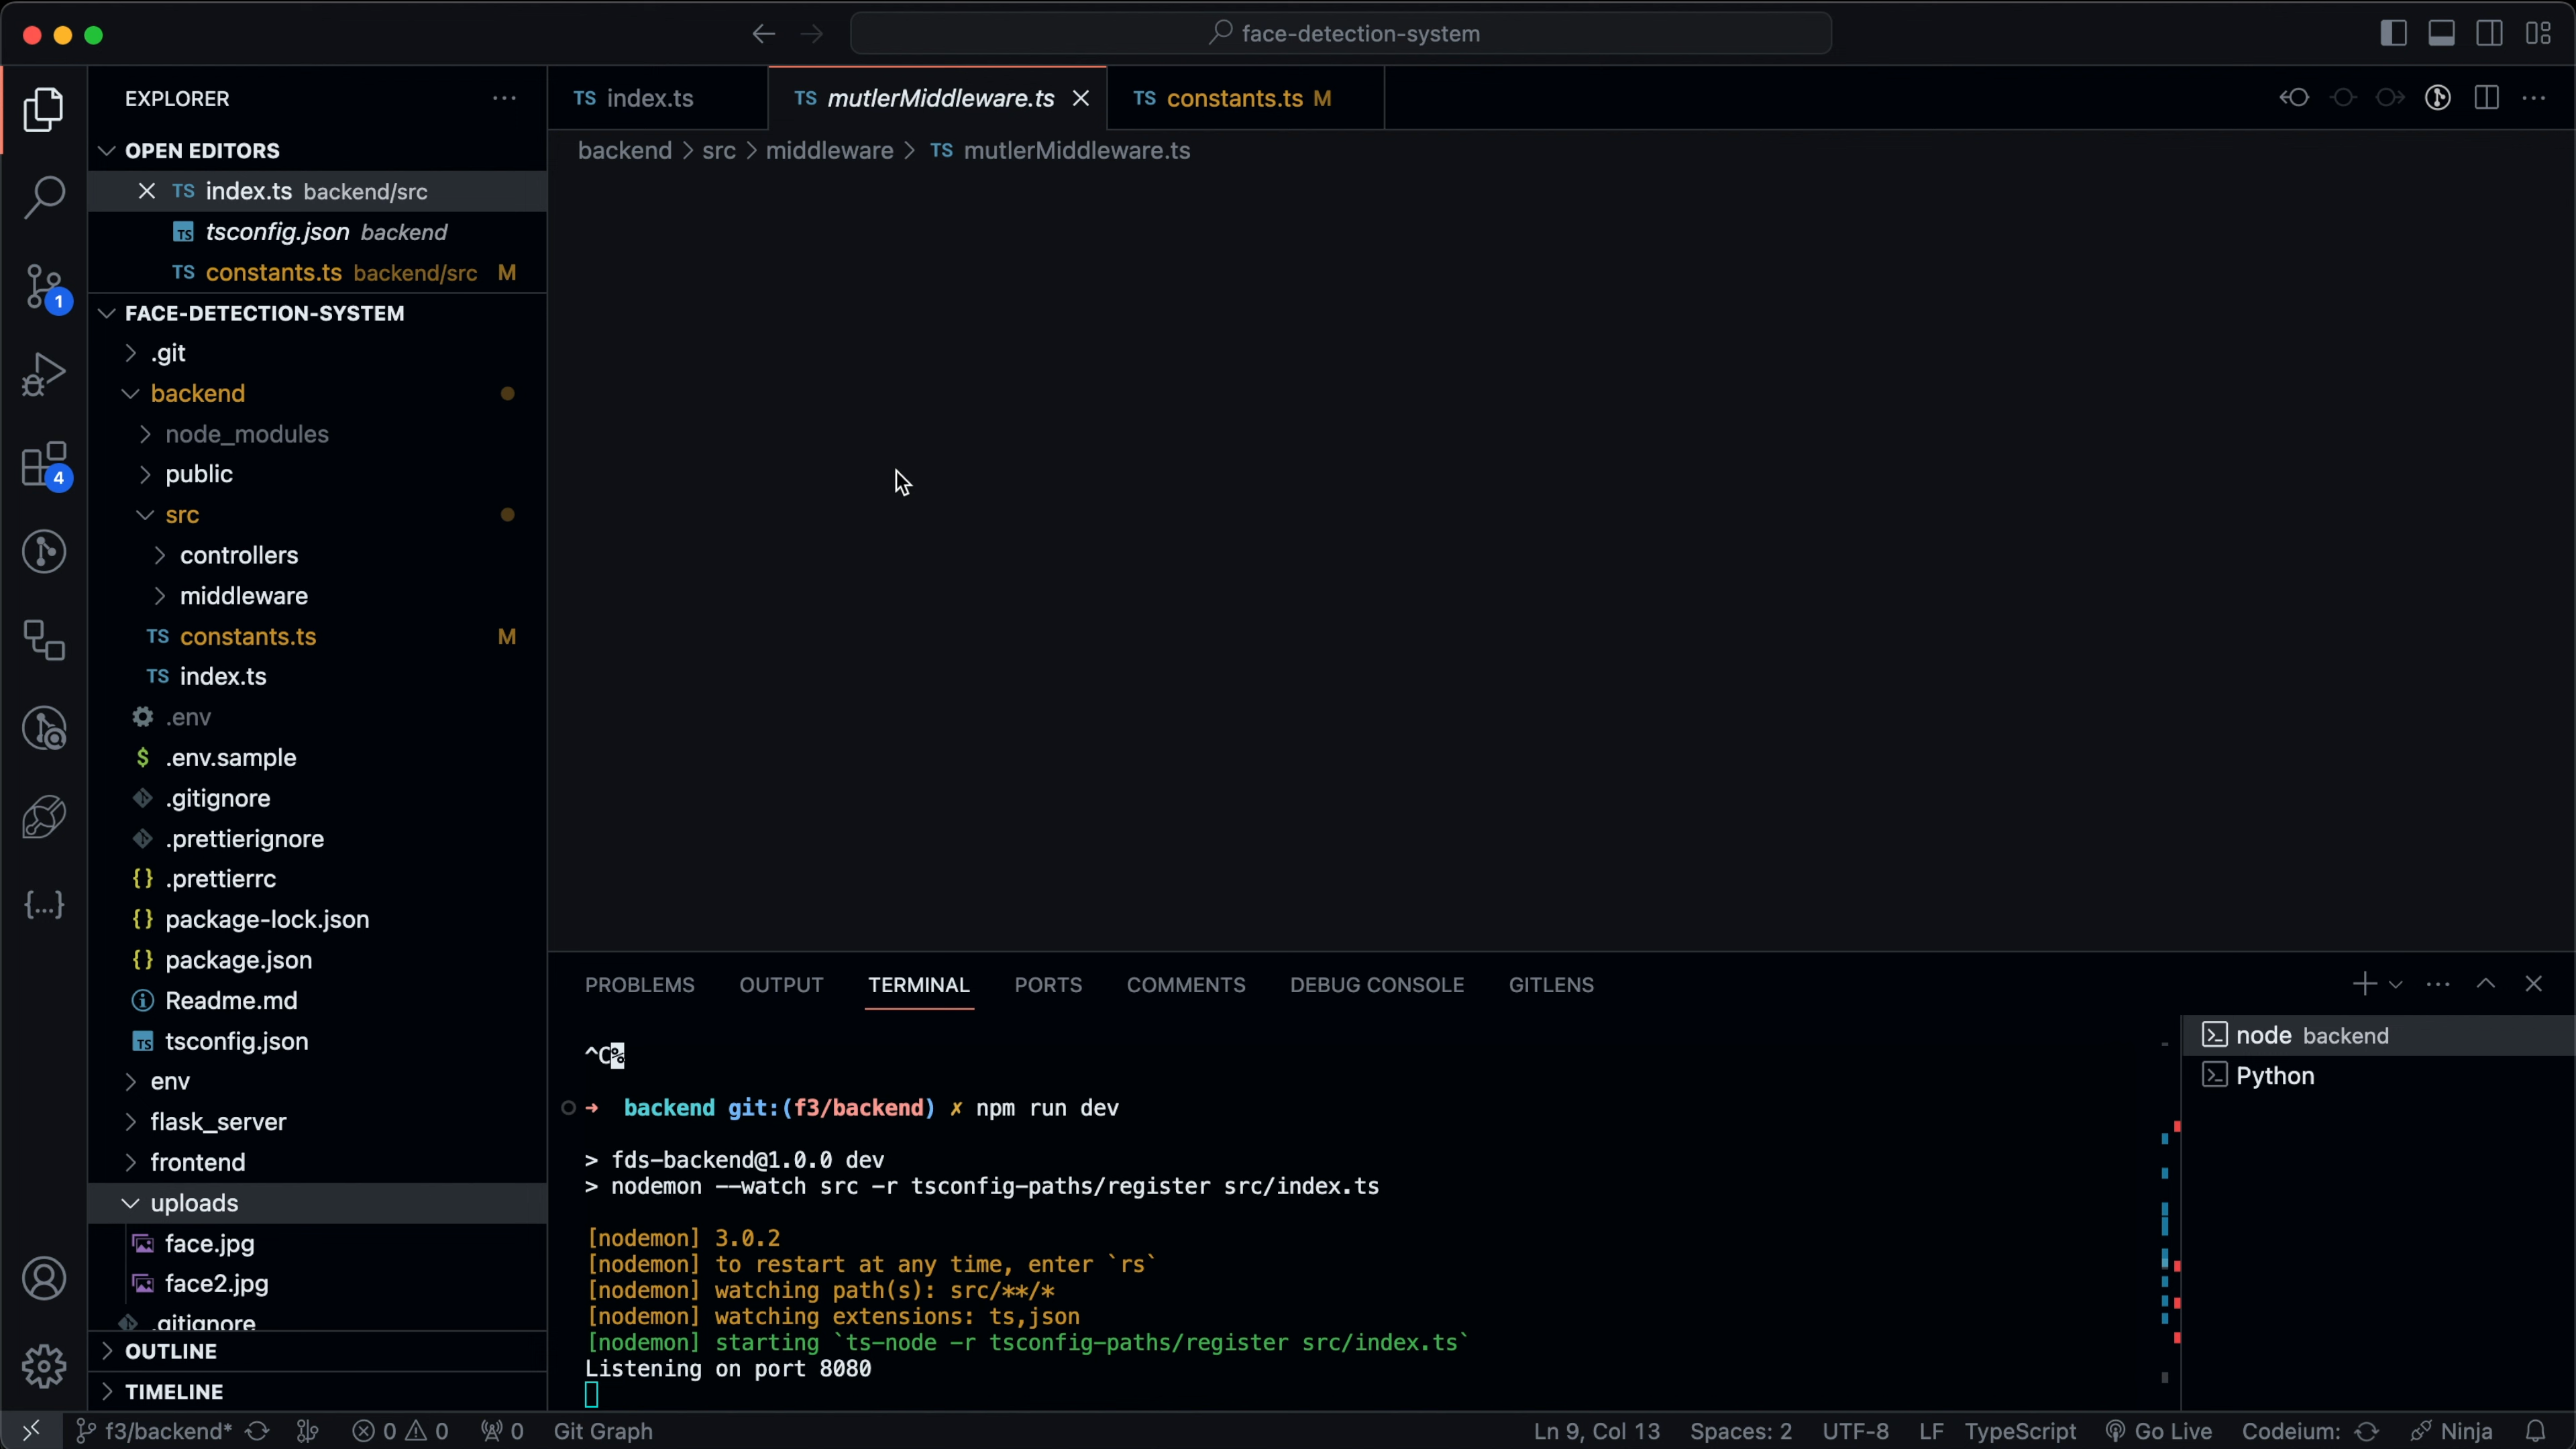 face-detection-system
EXPLORER
OPEN EDITORS
TS index.ts backend/src
TS tsconfig.json backend
TS constants.ts backend/src M
FACE-DETECTION-SYSTEM
.git
backend
node_modules
public
src
controllers
middleware
TS constants.ts M
TS index.ts
.env
$ .env.sample
.gitignore
.prettierignore
{} .prettierrc
{} package-lock.json
{} package.json
Readme.md
TS tsconfig.json
env
flask_server
frontend
uploads
face.jpg
face2.jpg
.gitignore
OUTLINE
TIMELINE
1
4
{...}
TS index.ts
TS mutlerMiddleware.ts
TS constants.ts M
backend > src > middleware > TS mutlerMiddleware.ts
PROBLEMS OUTPUT TERMINAL PORTS COMMENTS DEBUG CONSOLE GITLENS
^C%
➜ backend git:(f3/backend) ✗ npm run dev
> fds-backend@1.0.0 dev
> nodemon --watch src -r tsconfig-paths/register src/index.ts
[nodemon] 3.0.2
[nodemon] to restart at any time, enter `rs`
[nodemon] watching path(s): src/**/*
[nodemon] watching extensions: ts,json
[nodemon] starting `ts-node -r tsconfig-paths/register src/index.ts`
Listening on port 8080
node backend
Python
f3/backend* 0 0 0 Git Graph Ln 9, Col 13 Spaces: 2 UTF-8 LF TypeScript Go Live Codeium: Ninja